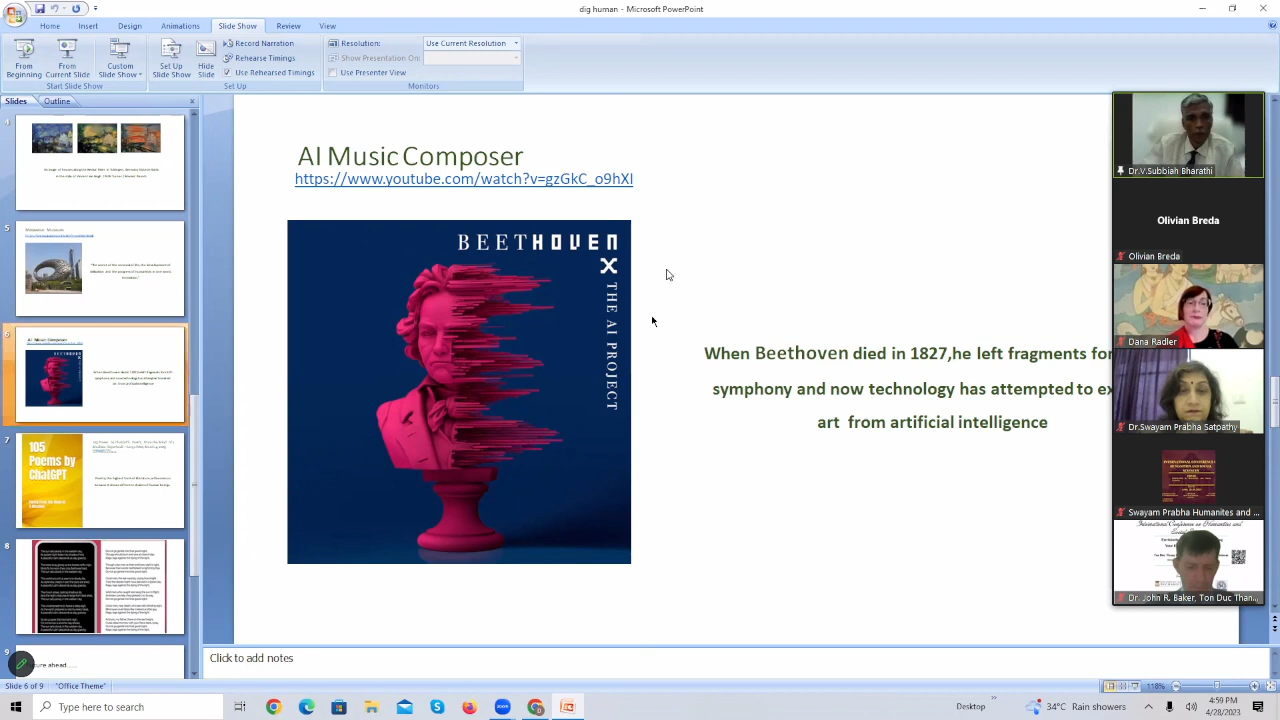 dig human - Microsoft PowerPoint
Home
Insert
Design
Animations
Slide Show
Review
View
From Beginning
From Current Slide
Custom Slide Show
Start Slide Show
Set Up Slide Show
Hide Slide
Record Narration
Rehearse Timings
Use Rehearsed Timings
Set Up
Resolution:
Use Current Resolution
Show Presentation On:
Use Presenter View
Monitors
Slides
Outline
4
5
105
Poems by
ChatGPT
8
9
AI Music Composer
https://www.youtube.com/watch?v=gzGkC_o9hXI
BEETHOVEN
X
THE AI PROJECT
When Beethoven died in 1827,he left fragments for
symphony and now technology has attempted to ex
art from artificial intelligence
Dr.V.Subbiah Bharathi
Olivian Breda
Olivian Breda
Dana Radler
Dr.Swayam Prabha Satpathy
Swayam Prabha Humanites and ...
Dr. John R. Baker, Ton Duc Than...
Click to add notes
Slide 6 of 9
"Office Theme"
118%
Type here to search
zoom
Desktop
34°C Rain showers
4:59 PM
4/28/2023